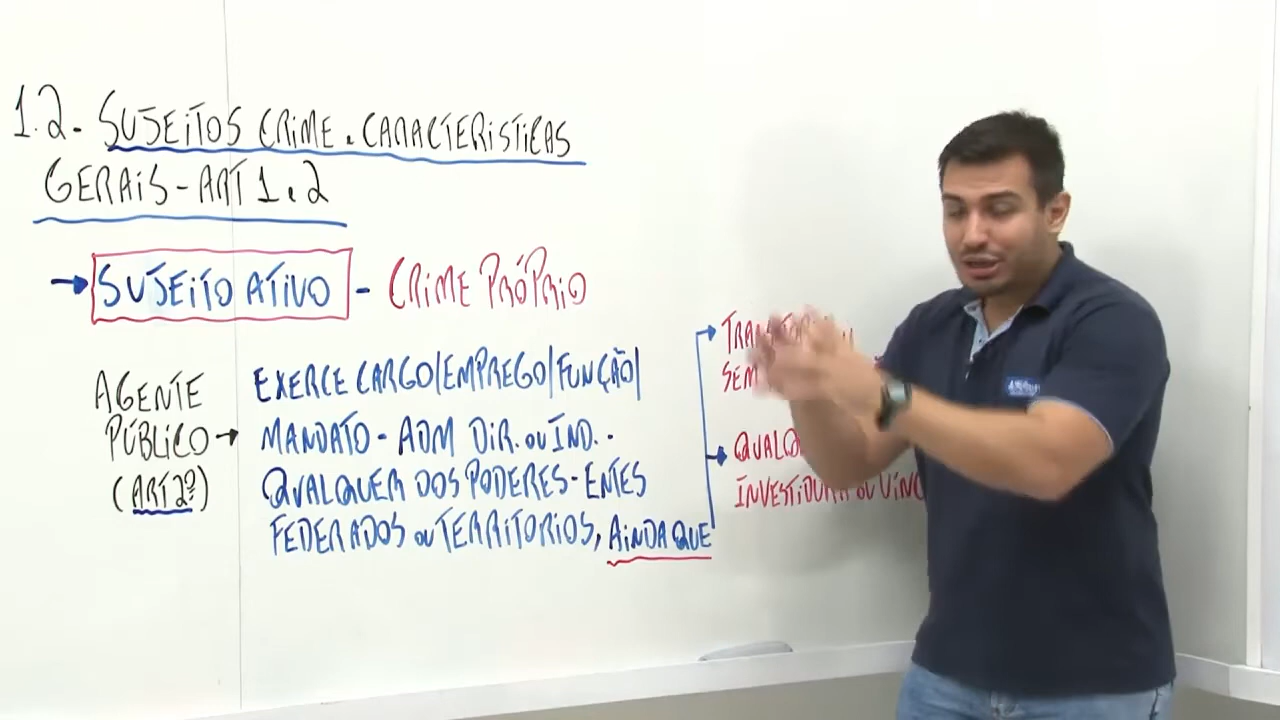 1.2. SUJEITOS CRIME e CARACTERISTICAS
GERAIS - ART 1 e 2
→ SUJEITO ATIVO - CRIME PRÓPRIO
AGENTE
PÚBLICO →
(ART 2º)
EXERCE CARGO/EMPREGO/FUNÇÃO/
MANDATO - ADM DIR. OU IND. -
QUALQUER DOS PODERES - ENTES
FEDERADOS OU TERRITORIOS, AINDA QUE
SEM
INVESTIDURA OU